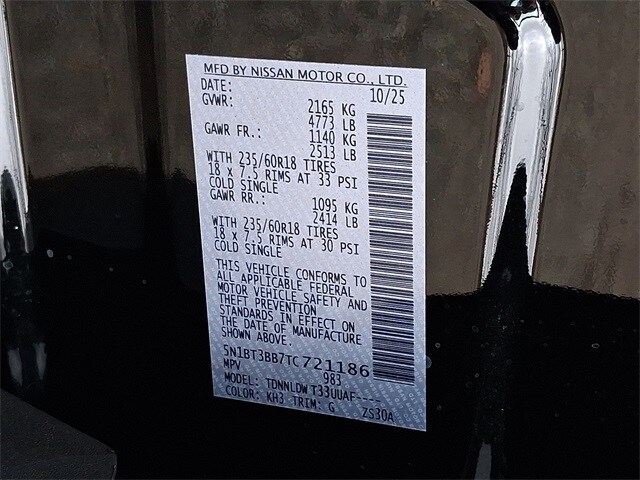 MFD BY NISSAN MOTOR CO., LTD.
DATE: 10/25
GVWR: 2165 KG
4773 LB
GAWR FR.: 1140 KG
2513 LB
WITH 235/60R18 TIRES
18 x 7.5 RIMS AT 33 PSI
COLD SINGLE
GAWR RR.: 1095 KG
2414 LB
WITH 235/60R18 TIRES
18 x 7.5 RIMS AT 30 PSI
COLD SINGLE
THIS VEHICLE CONFORMS TO
ALL APPLICABLE FEDERAL
MOTOR VEHICLE SAFETY AND
THEFT PREVENTION
STANDARDS IN EFFECT ON
THE DATE OF MANUFACTURE
SHOWN ABOVE.
5N1BT3BB7TC721186
MPV 983
MODEL: TDNNLDWT33UUAF----
COLOR: KH3 TRIM: G ZS30A